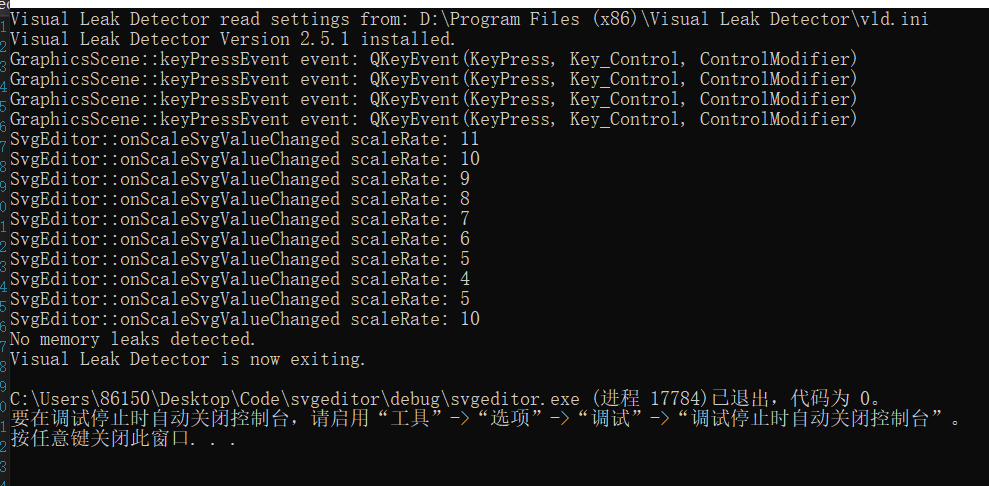 Visual Leak Detector read settings from: D:\Program Files (x86)\Visual Leak Detector\vld.ini
Visual Leak Detector Version 2.5.1 installed.
GraphicsScene::keyPressEvent event: QKeyEvent(KeyPress, Key_Control, ControlModifier)
GraphicsScene::keyPressEvent event: QKeyEvent(KeyPress, Key_Control, ControlModifier)
GraphicsScene::keyPressEvent event: QKeyEvent(KeyPress, Key_Control, ControlModifier)
GraphicsScene::keyPressEvent event: QKeyEvent(KeyPress, Key_Control, ControlModifier)
SvgEditor::onScaleSvgValueChanged scaleRate: 11
SvgEditor::onScaleSvgValueChanged scaleRate: 10
SvgEditor::onScaleSvgValueChanged scaleRate: 9
SvgEditor::onScaleSvgValueChanged scaleRate: 8
SvgEditor::onScaleSvgValueChanged scaleRate: 7
SvgEditor::onScaleSvgValueChanged scaleRate: 6
SvgEditor::onScaleSvgValueChanged scaleRate: 5
SvgEditor::onScaleSvgValueChanged scaleRate: 4
SvgEditor::onScaleSvgValueChanged scaleRate: 5
SvgEditor::onScaleSvgValueChanged scaleRate: 10
No memory leaks detected.
Visual Leak Detector is now exiting.
C:\Users\86150\Desktop\Code\svgeditor\debug\svgeditor.exe (进程 17784)已退出，代码为 0。
要在调试停止时自动关闭控制台，请启用“工具”->“选项”->“调试”->“调试停止时自动关闭控制台”。
按任意键关闭此窗口. . .